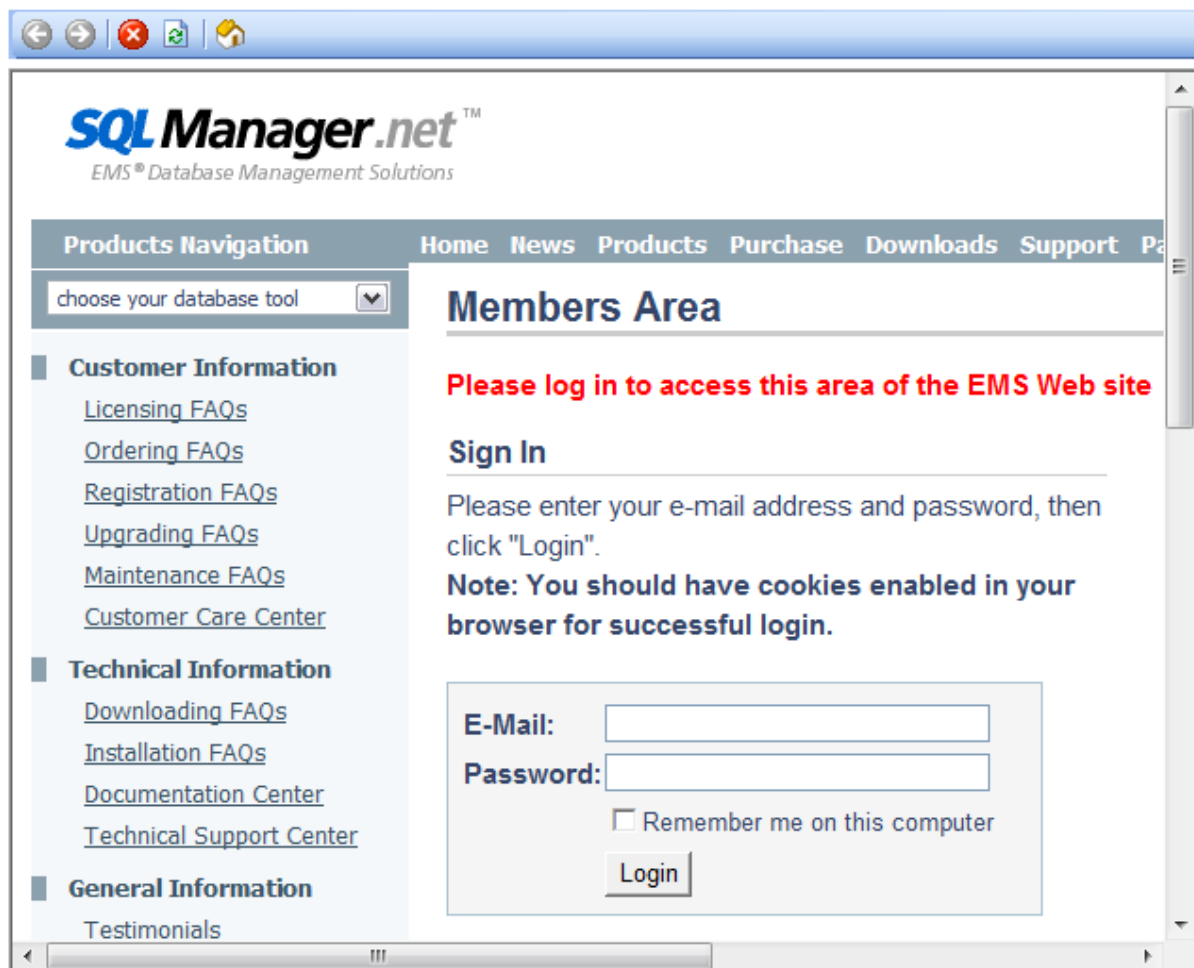 SQL Manager.net™
EMS® Database Management Solutions
Products Navigation
Home News Products Purchase Downloads Support Pa
choose your database tool
Customer Information
Licensing FAQs
Ordering FAQs
Registration FAQs
Upgrading FAQs
Maintenance FAQs
Customer Care Center
Technical Information
Downloading FAQs
Installation FAQs
Documentation Center
Technical Support Center
General Information
Testimonials
Members Area
Please log in to access this area of the EMS Web site
Sign In
Please enter your e-mail address and password, then
click "Login".
Note: You should have cookies enabled in your
browser for successful login.
E-Mail:
Password:
Remember me on this computer
Login